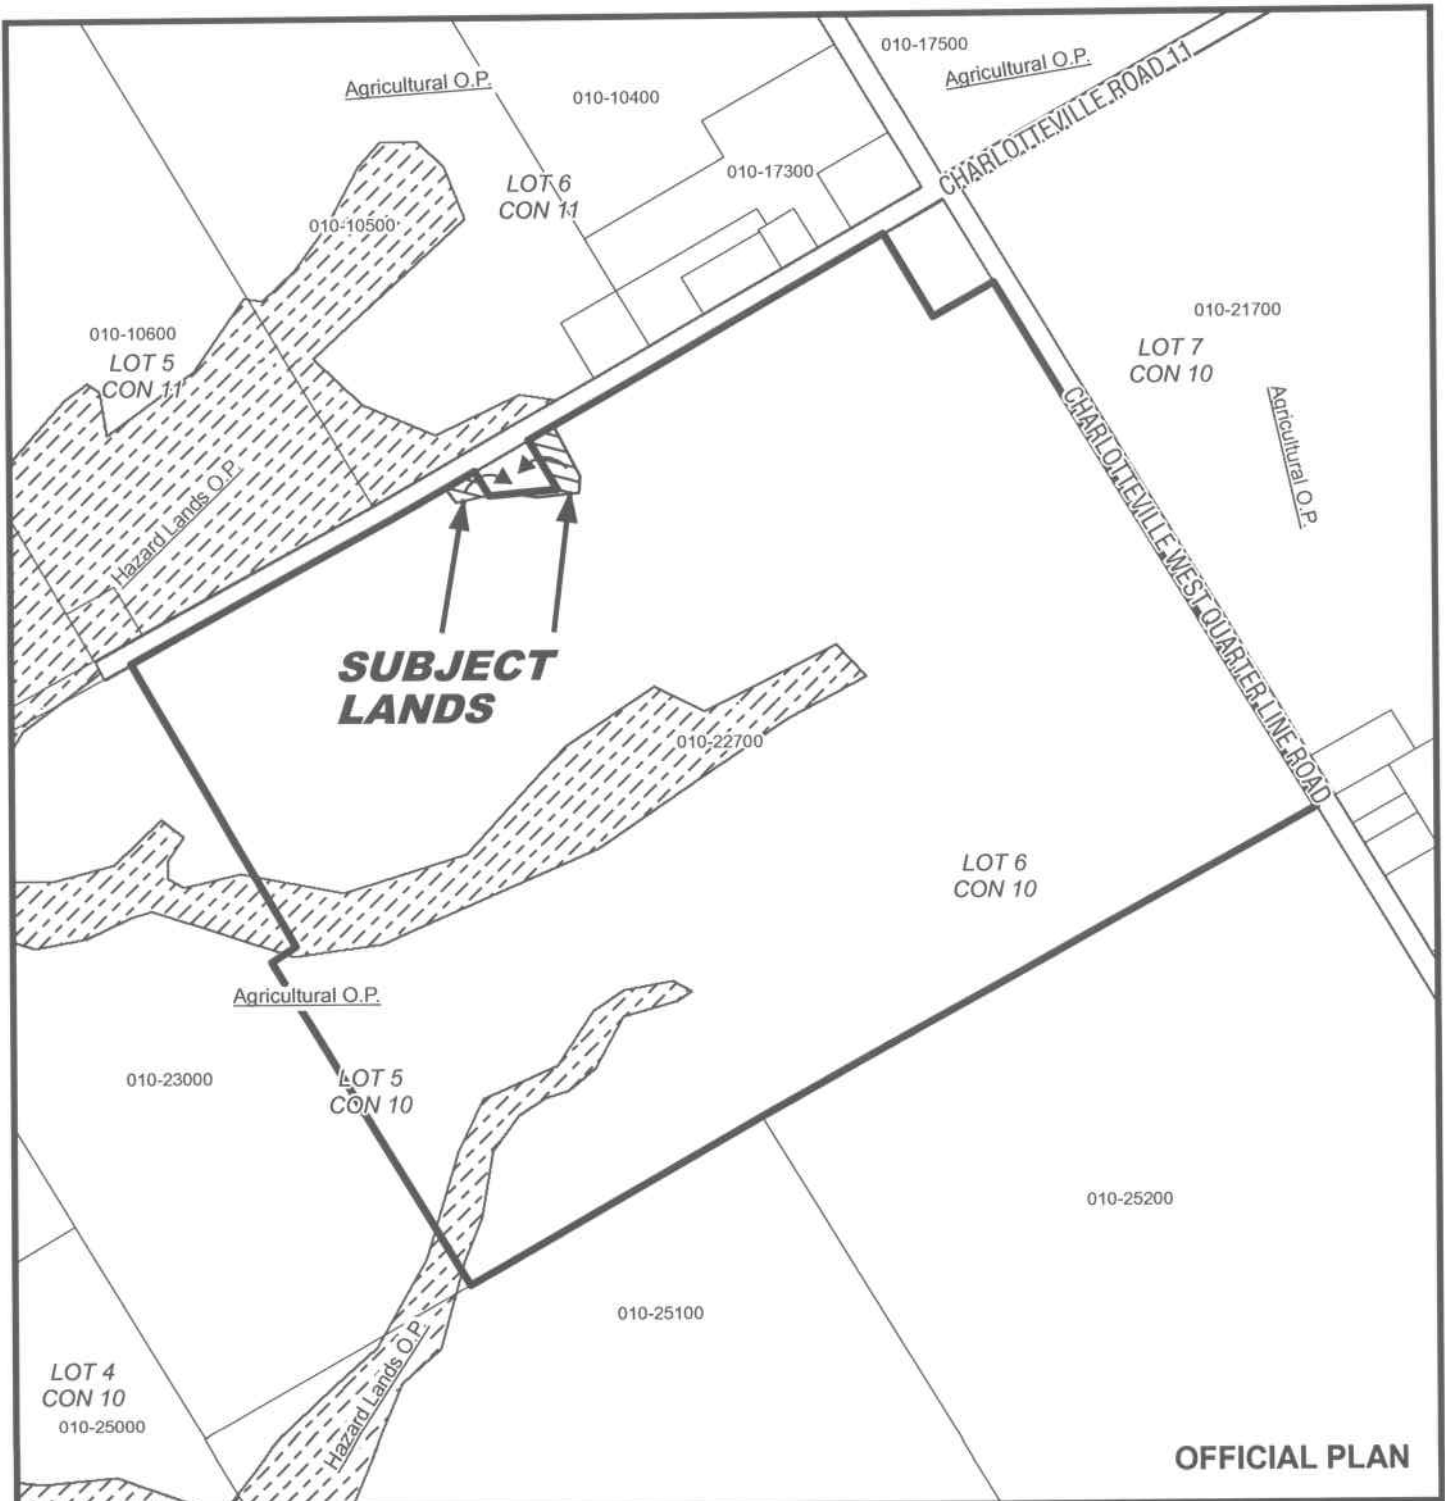 010-17500
Agricultural O.P.
Agricultural O.P.
010-10400
CHARLOTTEVILLE ROAD 11
010-17300
LOT 6
CON 11
010-10500
010-10600
LOT 5
CON 11
010-21700
LOT 7
CON 10
Agricultural O.P.
Hazard Lands O.P.
CHARLOTTEVILLE WEST QUARTER LINE ROAD
SUBJECT
LANDS
010-22700
LOT 6
CON 10
Agricultural O.P.
010-23000
LOT 5
CON 10
010-25200
010-25100
Hazard Lands O.P.
LOT 4
CON 10
010-25000
OFFICIAL PLAN